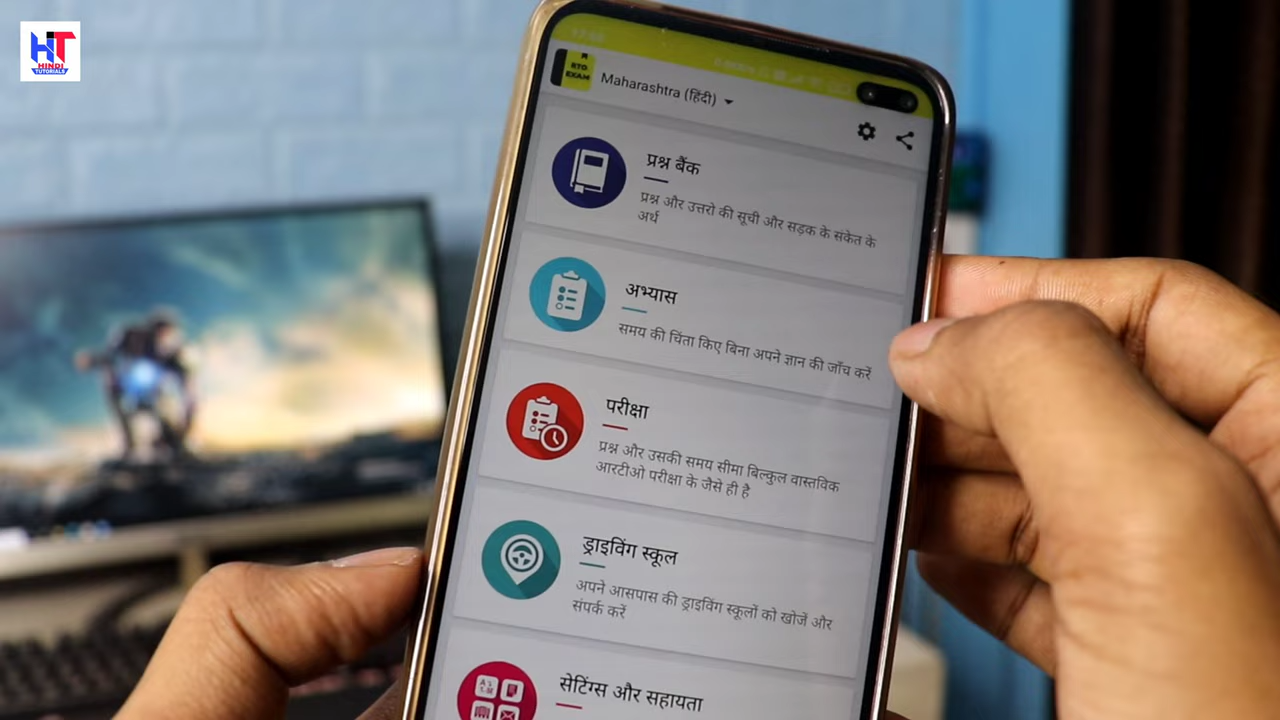 HT
HINDI
TUTORIALS
RTO
EXAM
Maharashtra (हिंदी)
प्रश्न बैंक
प्रश्न और उत्तरो की सूची और सड़क के संकेत के
अर्थ
अभ्यास
समय की चिंता किए बिना अपने ज्ञान की जाँच करें
परीक्षा
प्रश्न और उसकी समय सीमा बिल्कुल वास्तविक
आरटीओ परीक्षा के जैसे ही है
ड्राइविंग स्कूल
अपने आसपास की ड्राइविंग स्कूलों को खोजें और
संपर्क करें
सेटिंग्स और सहायता